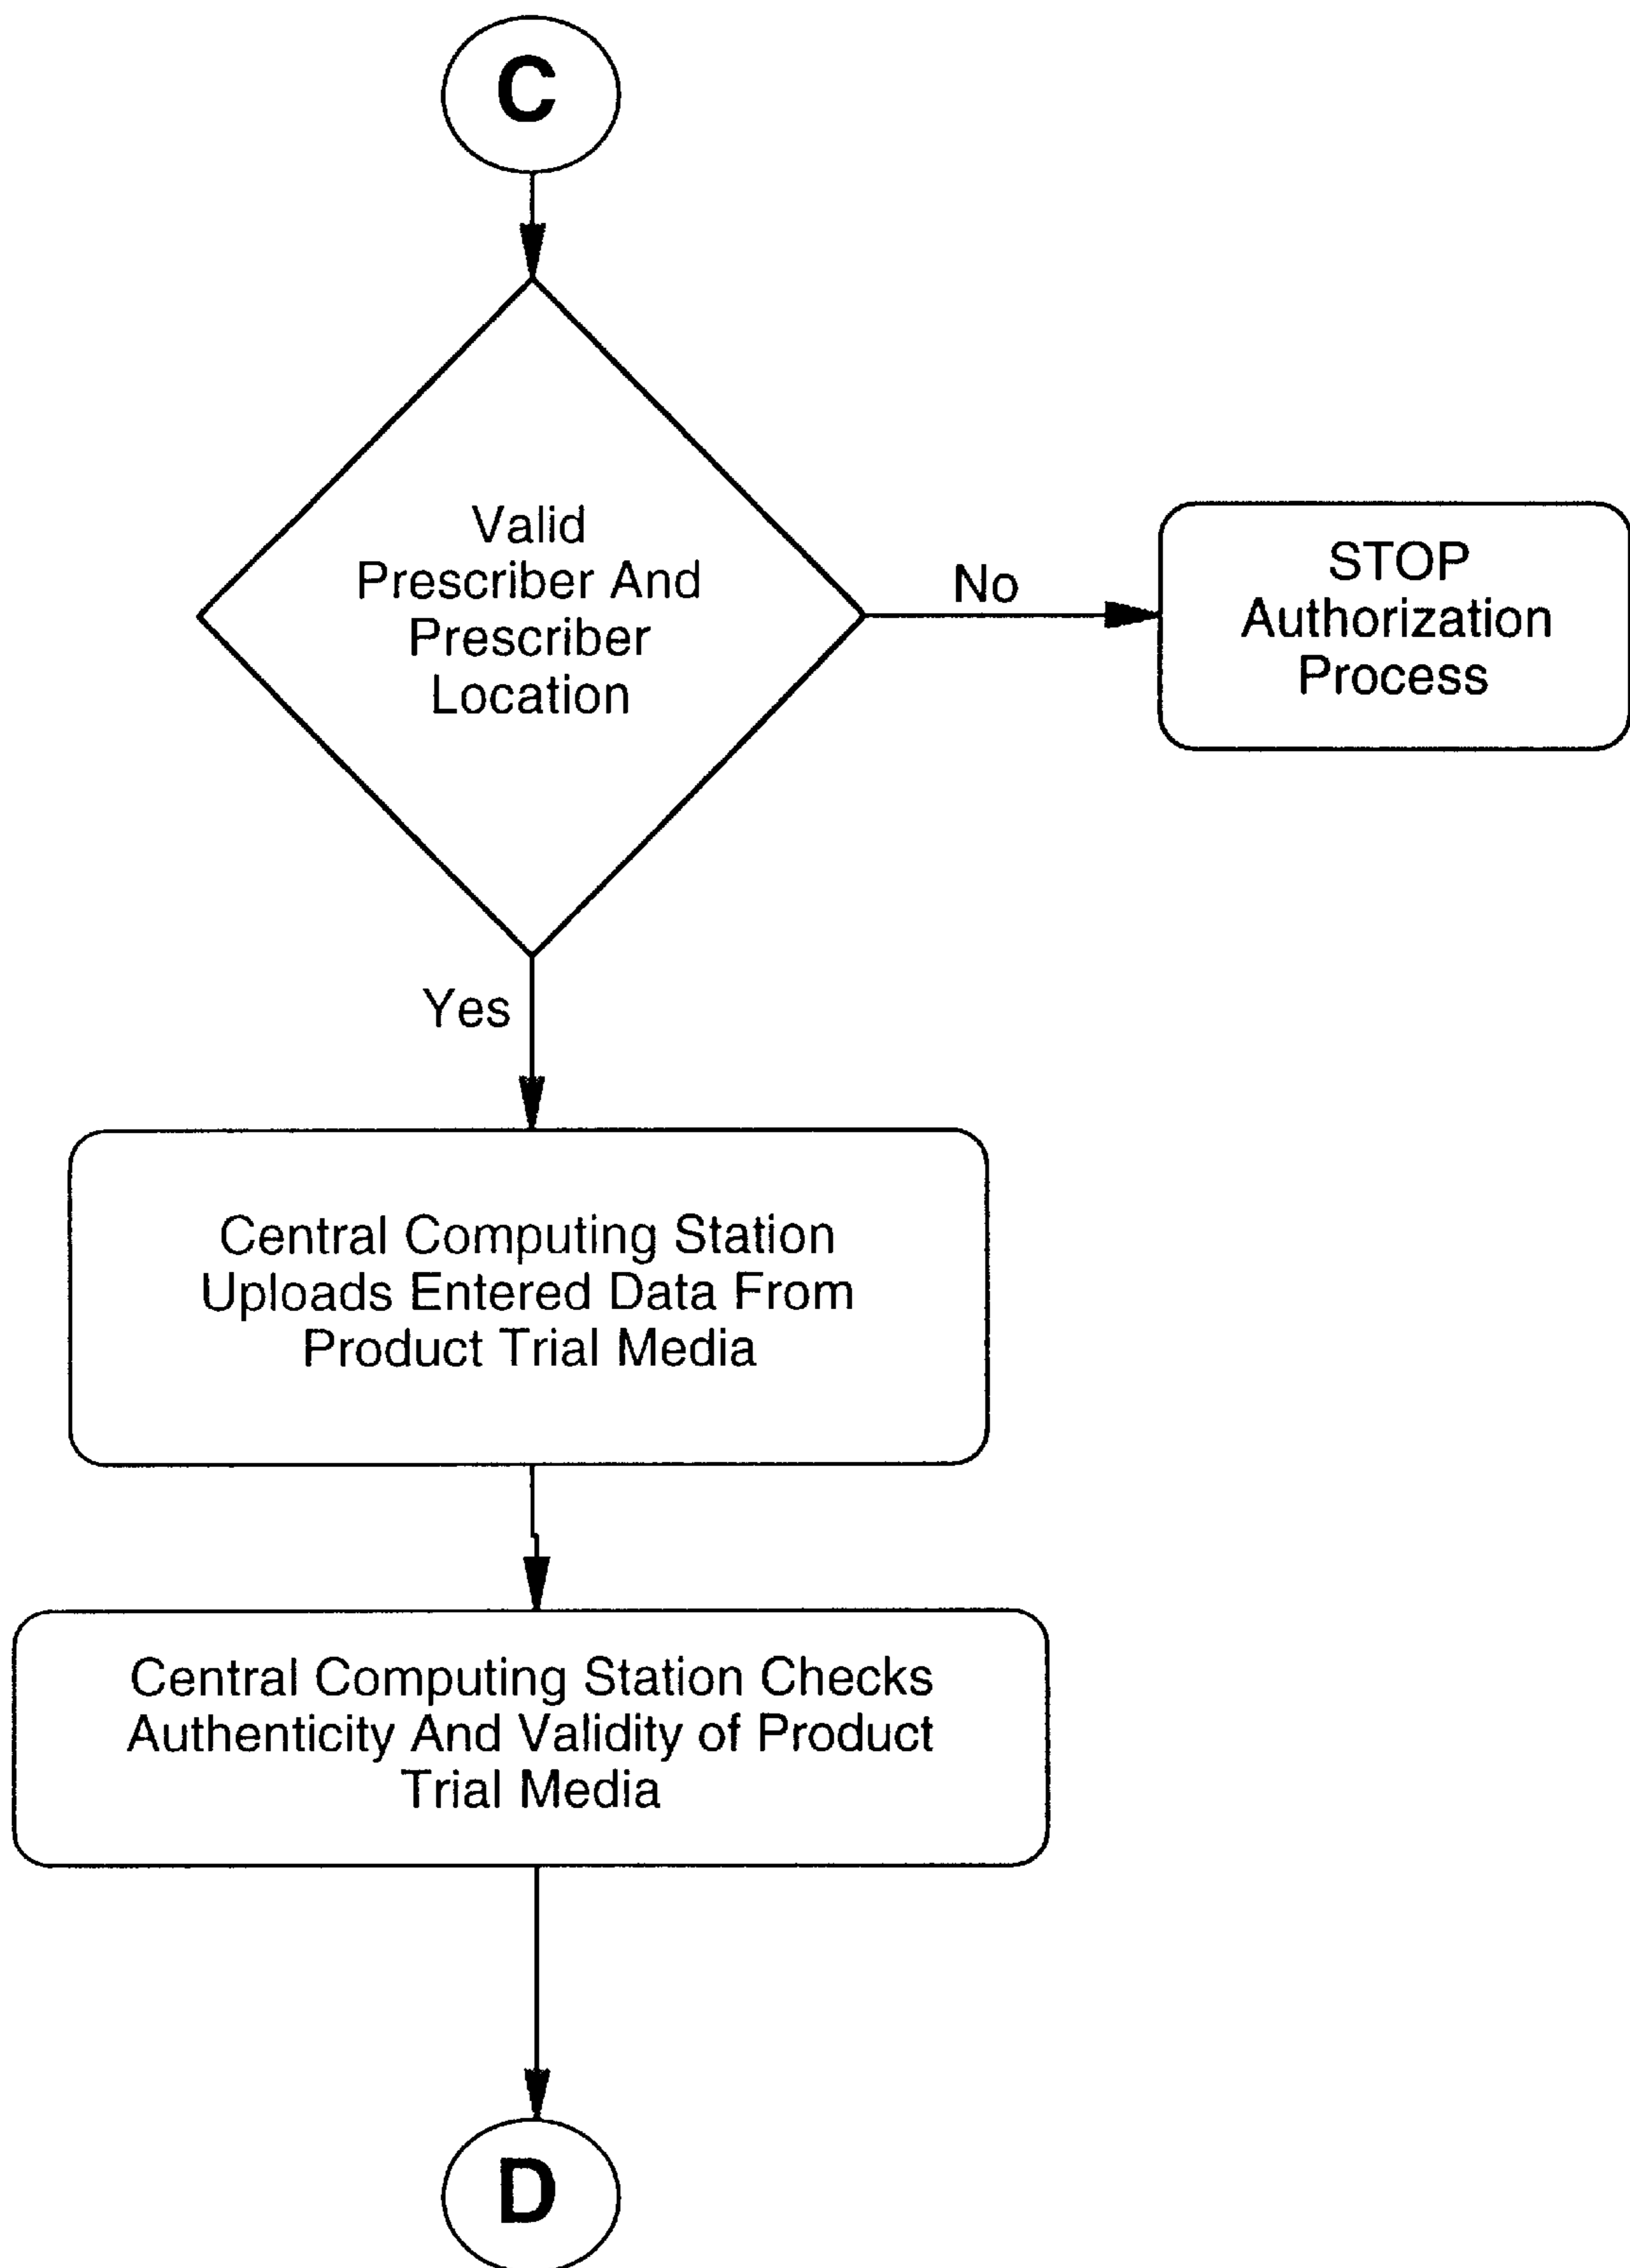 C
Valid
Prescriber And
Prescriber
Location
No
STOP
Authorization
Process
Yes
Central Computing Station
Uploads Entered Data From
Product Trial Media
Central Computing Station Checks
Authenticity And Validity of Product
Trial Media
D